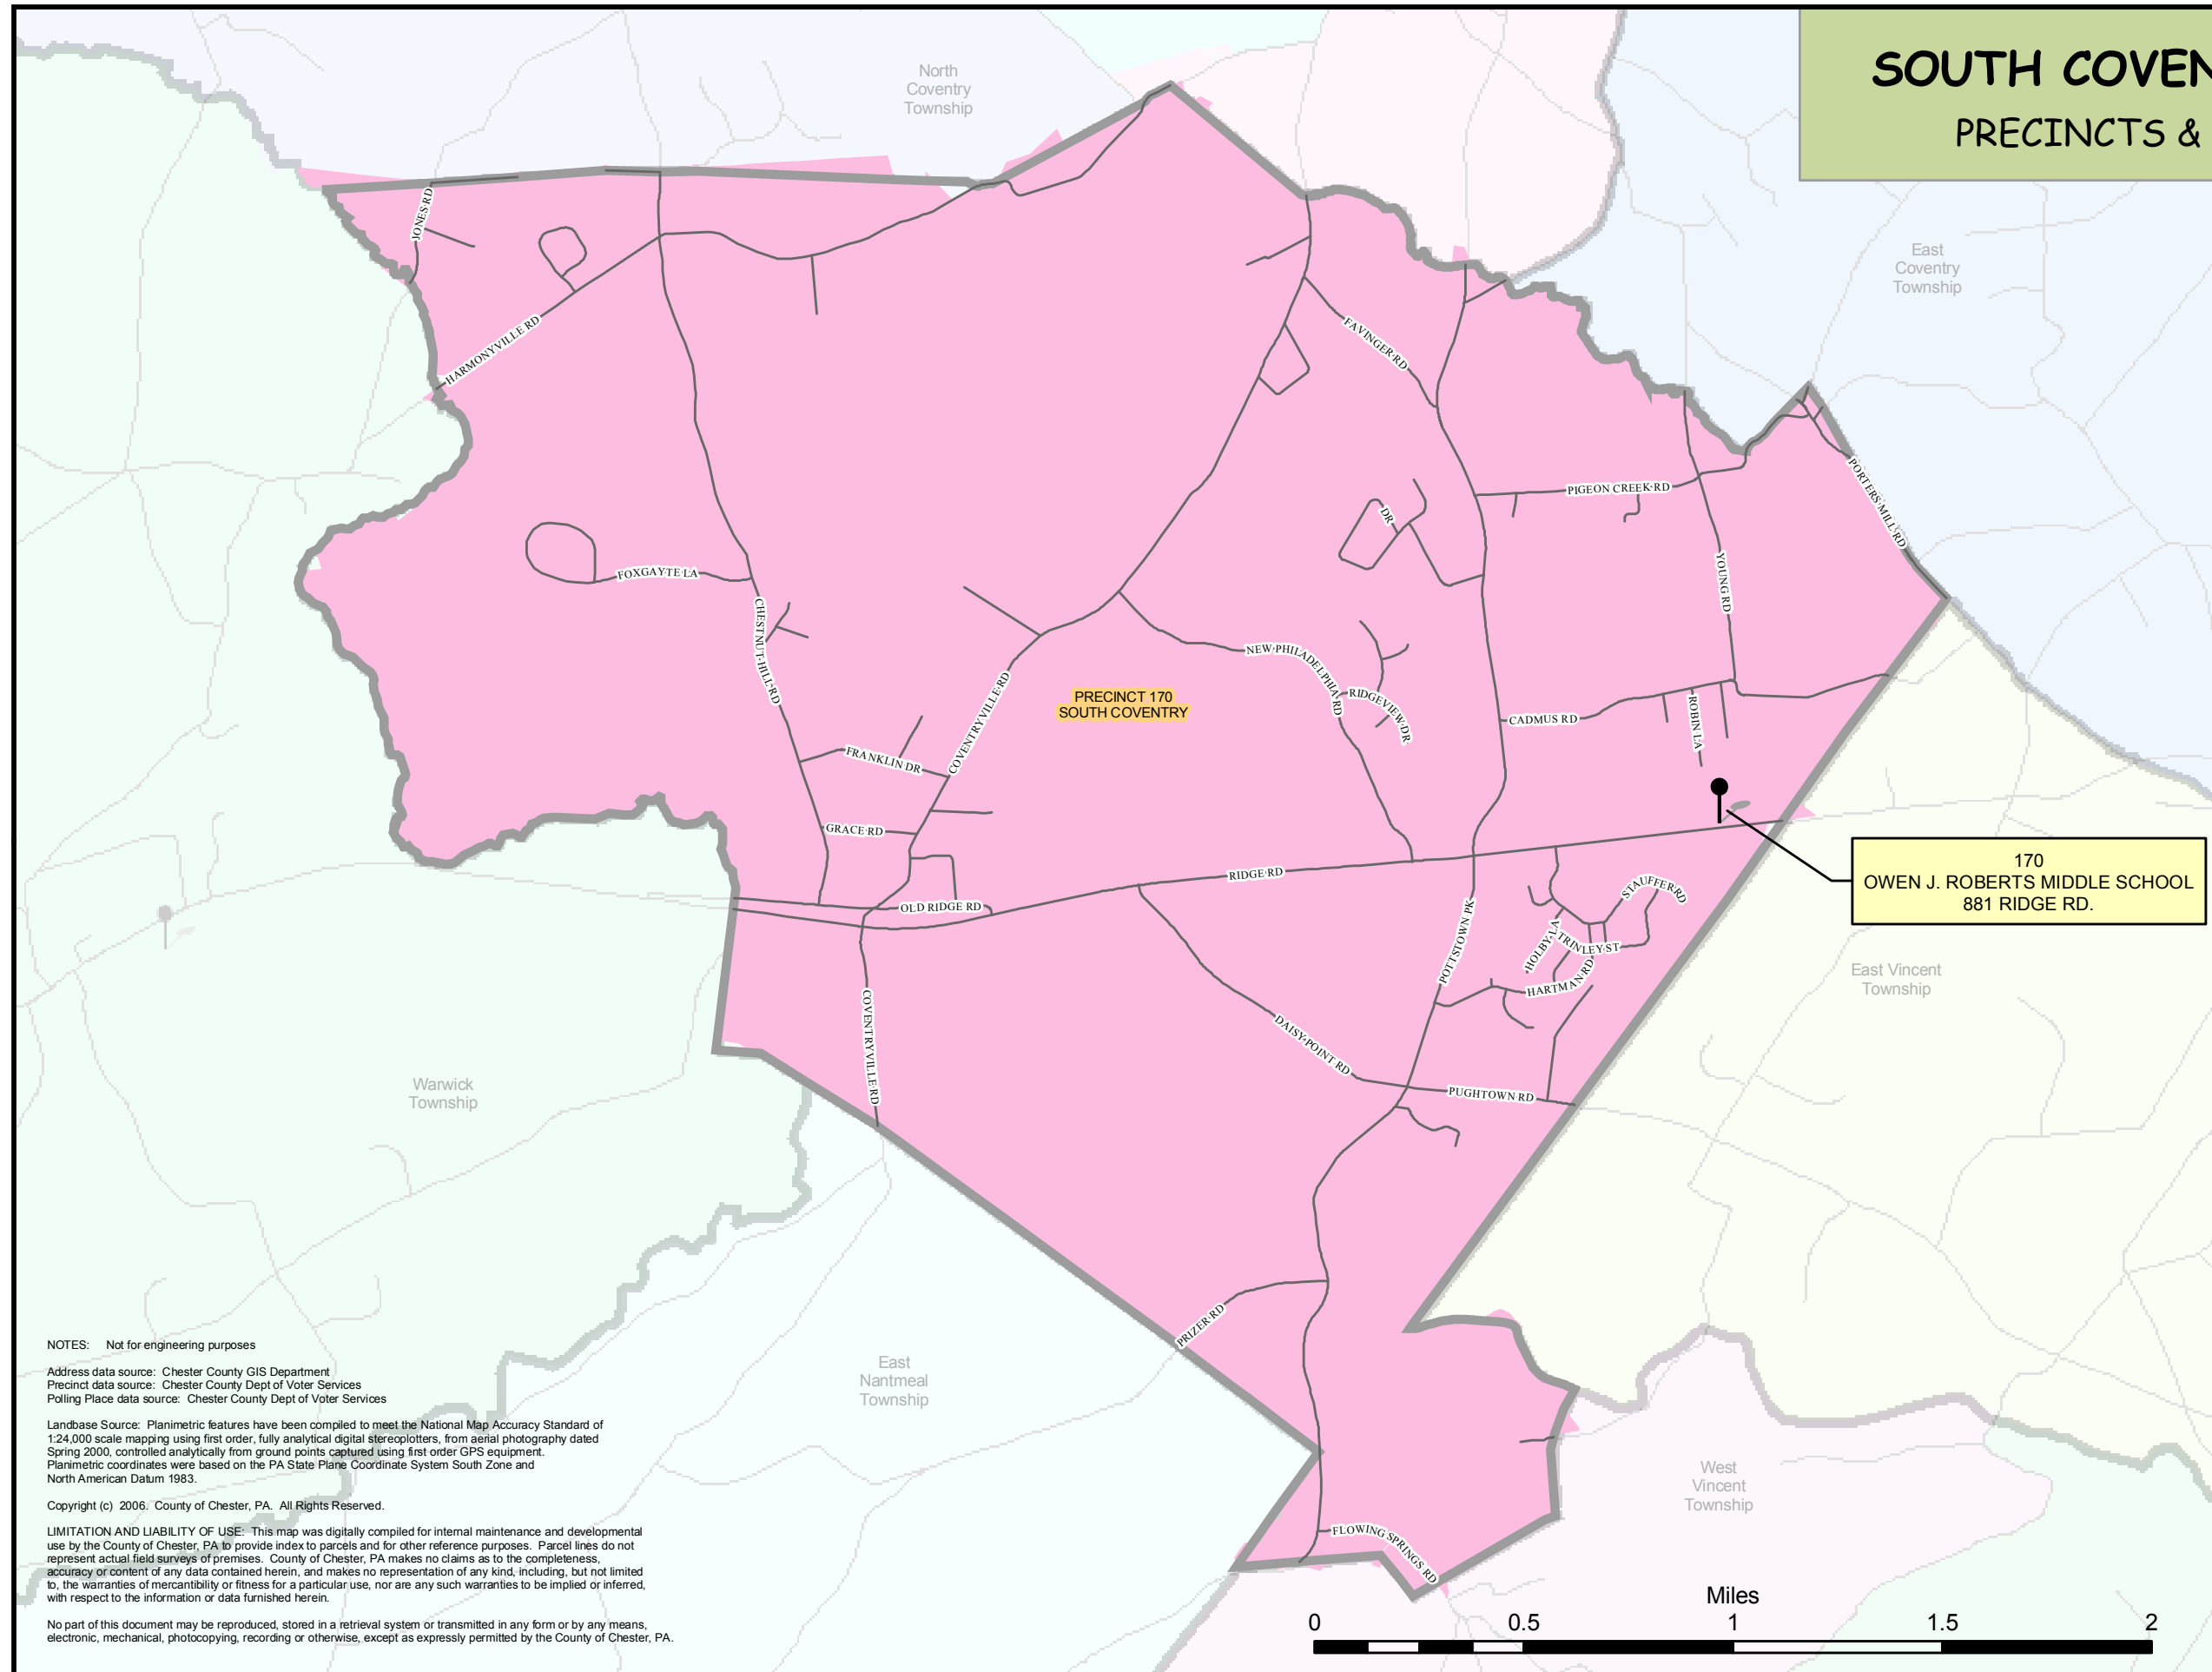 SOUTH COVEN
PRECINCTS &
North
Coventry
Township
East
Coventry
Township
JONES RD
HARMONYVILLE RD
FAVINGER RD
PORTERS MILL RD
PIGEON CREEK RD
DR
YOUNG RD
FOXGAYTE LA
CHESTNUT HILL RD
NEW PHILADELPHIA RD
RIDGEVIEW DR
COVENTRYVILLE RD
PRECINCT 170
SOUTH COVENTRY
CADMUS RD
ROBIN LA
FRANKLIN DR
GRACE RD
170
OWEN J. ROBERTS MIDDLE SCHOOL
881 RIDGE RD.
RIDGE RD
OLD RIDGE RD
STAUFFER RD
POTTSTOWN PK
HOLBY LA
TRINLEY ST
HARTMAN RD
East Vincent
Township
COVENTRYVILLE RD
DAISY POINT RD
PUGHTOWN RD
Warwick
Township
PRIZER RD
East
Nantmeal
Township
West
Vincent
Township
FLOWING SPRINGS RD
NOTES: Not for engineering purposes
Address data source: Chester County GIS Department
Precinct data source: Chester County Dept of Voter Services
Polling Place data source: Chester County Dept of Voter Services
Landbase Source: Planimetric features have been compiled to meet the National Map Accuracy Standard of
1:24,000 scale mapping using first order, fully analytical digital stereoplotters, from aerial photography dated
Spring 2000, controlled analytically from ground points captured using first order GPS equipment.
Planimetric coordinates were based on the PA State Plane Coordinate System South Zone and
North American Datum 1983.
Copyright (c) 2006. County of Chester, PA. All Rights Reserved.
LIMITATION AND LIABILITY OF USE: This map was digitally compiled for internal maintenance and developmental
use by the County of Chester, PA to provide index to parcels and for other reference purposes. Parcel lines do not
represent actual field surveys of premises. County of Chester, PA makes no claims as to the completeness,
accuracy or content of any data contained herein, and makes no representation of any kind, including, but not limited
to, the warranties of mercantibility or fitness for a particular use, nor are any such warranties to be implied or inferred,
with respect to the information or data furnished herein.
No part of this document may be reproduced, stored in a retrieval system or transmitted in any form or by any means,
electronic, mechanical, photocopying, recording or otherwise, except as expressly permitted by the County of Chester, PA.
Miles
0 0.5 1 1.5 2